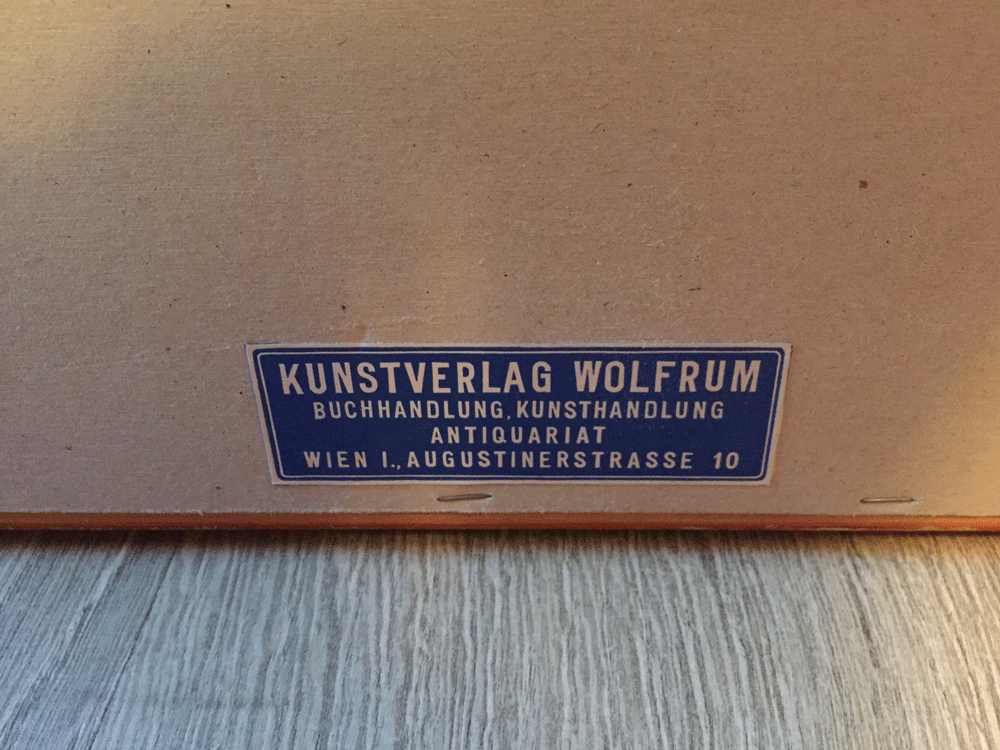 KUNSTVERLAG WOLFRUM
BUCHHANDLUNG, KUNSTHANDLUNG
ANTIQUARIAT
WIEN I., AUGUSTINERSTRASSE 10